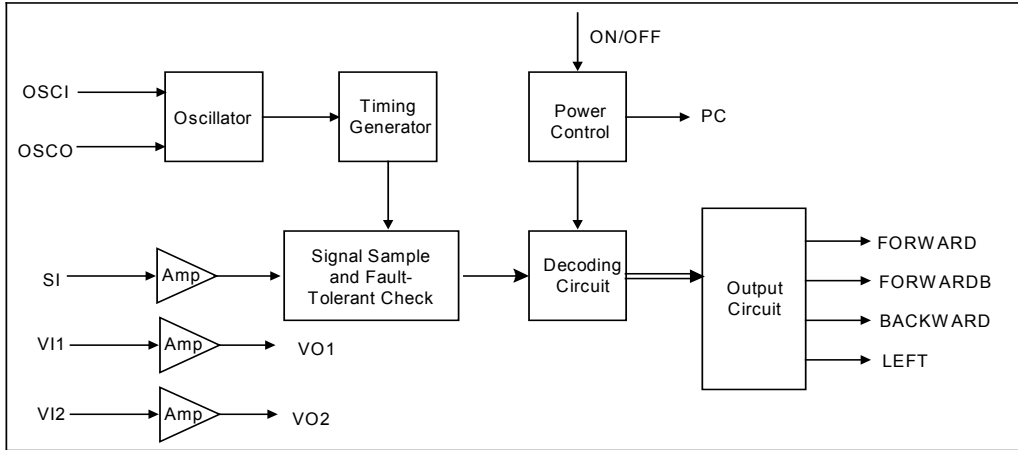 ON/OFF
OSCI
OSCO
Oscillator
Timing
Generator
Power
Control
PC
SI
Amp
Signal Sample
and Fault-
Tolerant Check
Decoding
Circuit
Output
Circuit
FORWARD
FORWARDB
BACKWARD
LEFT
VI1
Amp
VO1
VI2
Amp
VO2